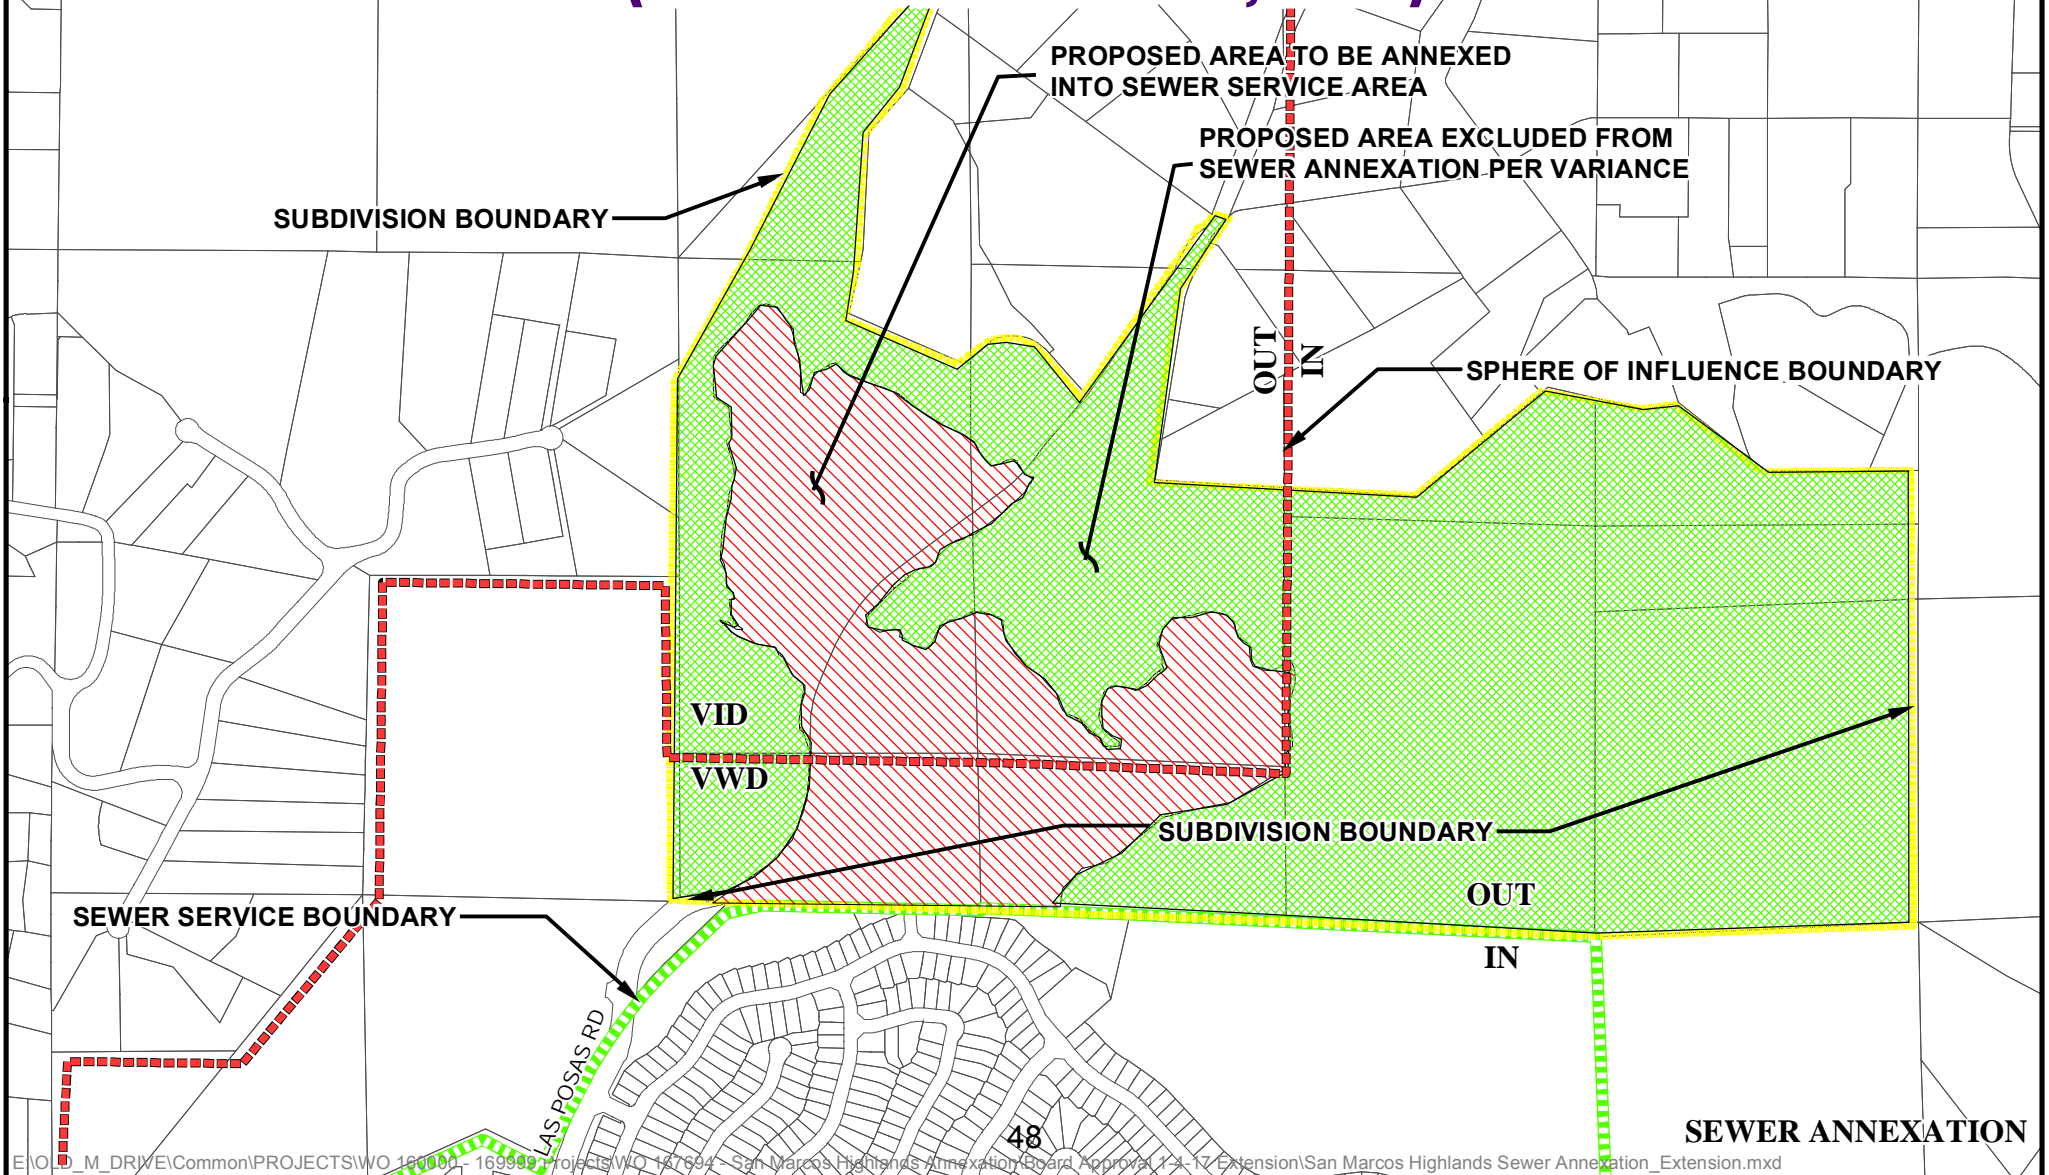 PROPOSED AREA TO BE ANNEXED
INTO SEWER SERVICE AREA
PROPOSED AREA EXCLUDED FROM
SEWER ANNEXATION PER VARIANCE
SUBDIVISION BOUNDARY
OUT
IN
SPHERE OF INFLUENCE BOUNDARY
VID
VWD
SUBDIVISION BOUNDARY
OUT
SEWER SERVICE BOUNDARY
IN
LAS POSAS RD
48
SEWER ANNEXATION